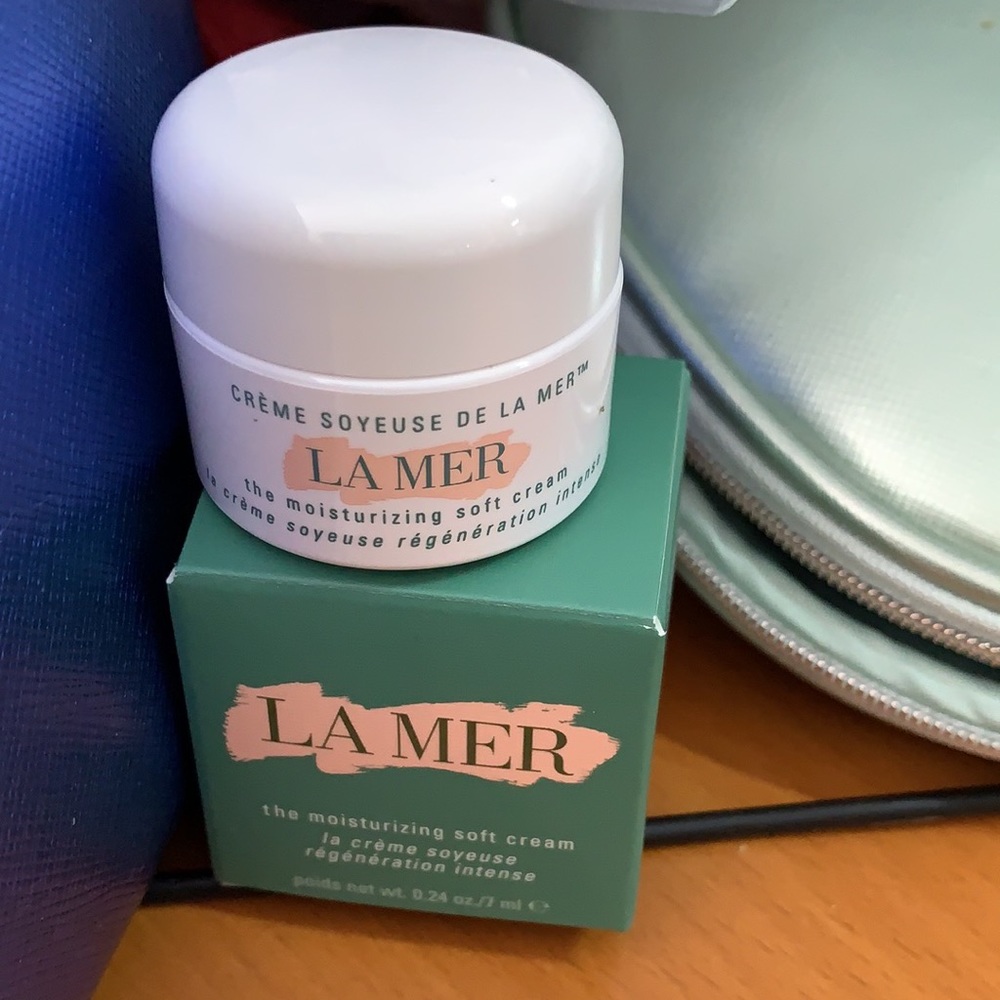 CRÈME SOYEUSE DE LA MER™
LA MER
the moisturizing soft cream
la crème soyeuse régénération intense
LA MER
the moisturizing soft cream
la crème soyeuse
régénération intense
poids net wt. 0.24 oz./7 ml ℮